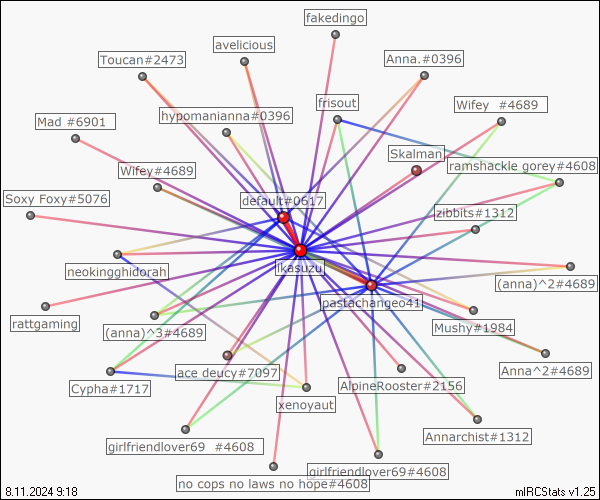 fakedingo
avelicious
Toucan#2473
Anna.#0396
frisout
Wifey  #4689
hypomanianna#0396
Mad #6901
Skalman
ramshackle gorey#4608
Wifey#4689
default#0617
Soxy Foxy#5076
zibbits#1312
ikasuzu
neokingghidorah
(anna)^2#4689
pastachangeo41
rattgaming
Mushy#1984
(anna)^3#4689
Anna^2#4689
ace deucy#7097
AlpineRooster#2156
Cypha#1717
xenoyaut
Annarchist#1312
girlfriendlover69  #4608
girlfriendlover69#4608
no cops no laws no hope#4608
8.11.2024 9:18
mIRCStats v1.25